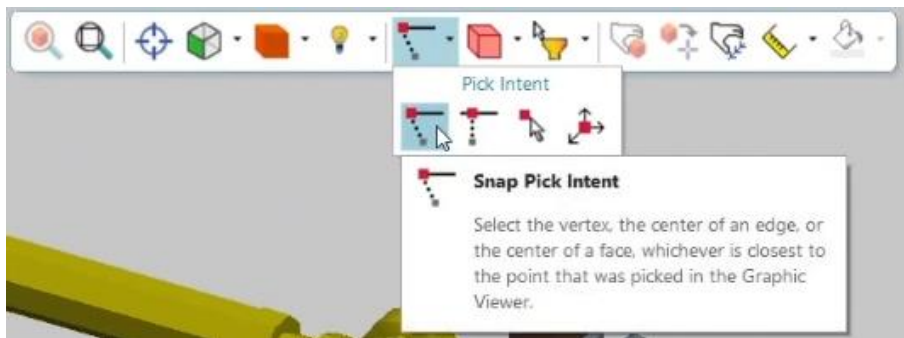 Pick Intent
Snap Pick Intent
Select the vertex, the center of an edge, or
the center of a face, whichever is closest to
the point that was picked in the Graphic
Viewer.